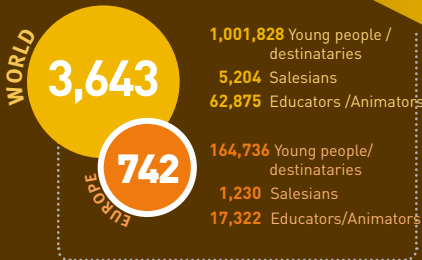 WORLD
3,643
1,001,828 Young people /
destinataries
5,204 Salesians
62,875 Educators /Animators
742
EUROPE
164,736 Young people/
destinataries
1,230 Salesians
17,322 Educators/Animators